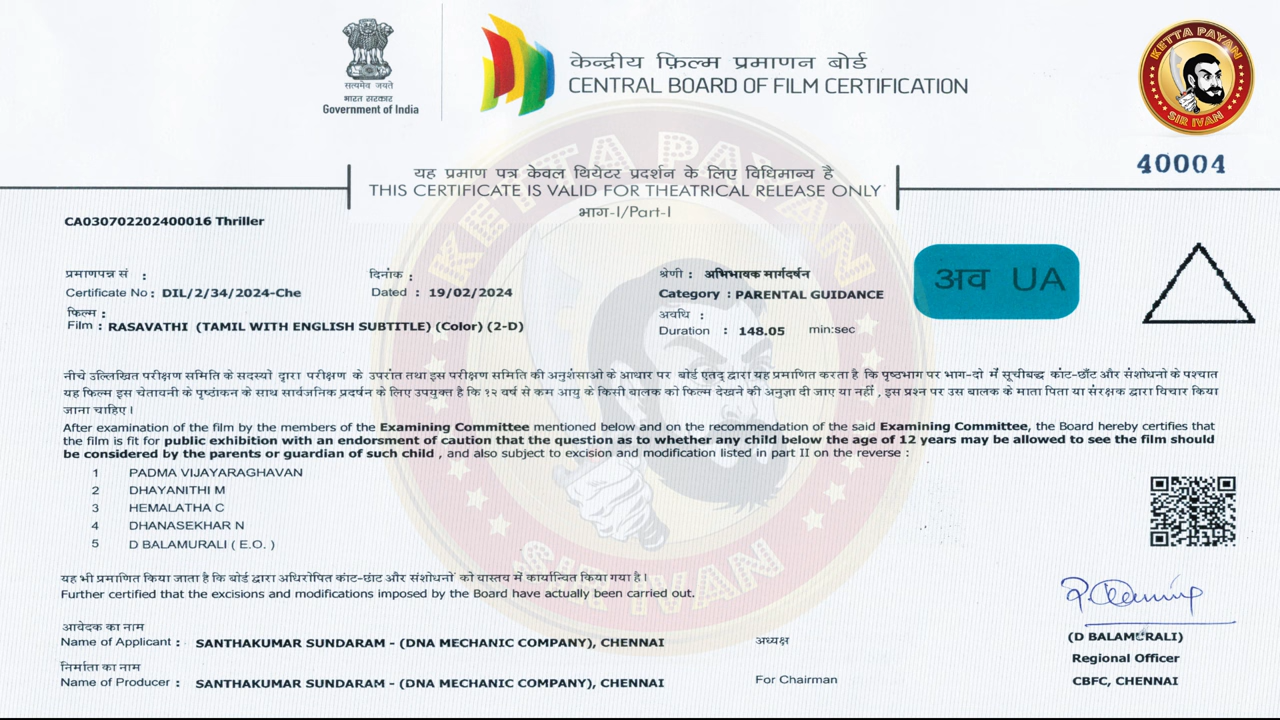 सत्यमेव जयते
भारत सरकार
Government of India
केन्द्रीय फ़िल्म प्रमाणन बोर्ड
CENTRAL BOARD OF FILM CERTIFICATION
KETTA PAYAN
SIR IVAN
40004
यह प्रमाण पत्र केवल थियेटर प्रदर्शन के लिए विधिमान्य है
THIS CERTIFICATE IS VALID FOR THEATRICAL RELEASE ONLY
भाग-I/Part-I
CA030702202400016 Thriller
प्रमाणपत्र सं :
Certificate No : DIL/2/34/2024-Che
दिनांक :
Dated : 19/02/2024
श्रेणी : अभिभावक मार्गदर्षन
Category : PARENTAL GUIDANCE
अव UA
फिल्म :
Film : RASAVATHI (TAMIL WITH ENGLISH SUBTITLE) (Color) (2-D)
अवधि :
Duration : 148.05 min:sec
नीचे उल्लिखित परीक्षण समिति के सदस्यों द्वारा परीक्षण के उपरांत तथा इस परीक्षण समिति की अनुशंसाओं के आधार पर बोर्ड एतद् द्वारा यह प्रमाणित करता है कि पृष्ठभाग पर भाग-दो में सूचीबद्ध कांट-छाँट और संशोधनों के पश्चात
यह फिल्म इस चेतावनी के पृष्ठांकन के साथ सार्वजनिक प्रदर्षन के लिए उपयुक्त है कि १२ वर्ष से कम आयु के किसी बालक को फिल्म देखने की अनुज्ञा दी जाए या नहीं , इस प्रश्न पर उस बालक के माता पिता या संरक्षक द्वारा विचार किया
जाना चाहिए।
After examination of the film by the members of the Examining Committee mentioned below and on the recommendation of the said Examining Committee, the Board hereby certifies that
the film is fit for public exhibition with an endorsment of caution that the question as to whether any child below the age of 12 years may be allowed to see the film should
be considered by the parents or guardian of such child , and also subject to excision and modification listed in part II on the reverse :
1 PADMA VIJAYARAGHAVAN
2 DHAYANITHI M
3 HEMALATHA C
4 DHANASEKHAR N
5 D BALAMURALI ( E.O. )
KETTA PAYAN
SIR IVAN
यह भी प्रमाणित किया जाता है कि बोर्ड द्वारा अधिरोपित कांट-छांट और संशोधनों को वास्तव में कार्यान्वित किया गया है।
Further certified that the excisions and modifications imposed by the Board have actually been carried out.
आवेदक का नाम
Name of Applicant : SANTHAKUMAR SUNDARAM - (DNA MECHANIC COMPANY), CHENNAI
अध्यक्ष
(D BALAMURALI)
Regional Officer
निर्माता का नाम
Name of Producer : SANTHAKUMAR SUNDARAM - (DNA MECHANIC COMPANY), CHENNAI
For Chairman
CBFC, CHENNAI